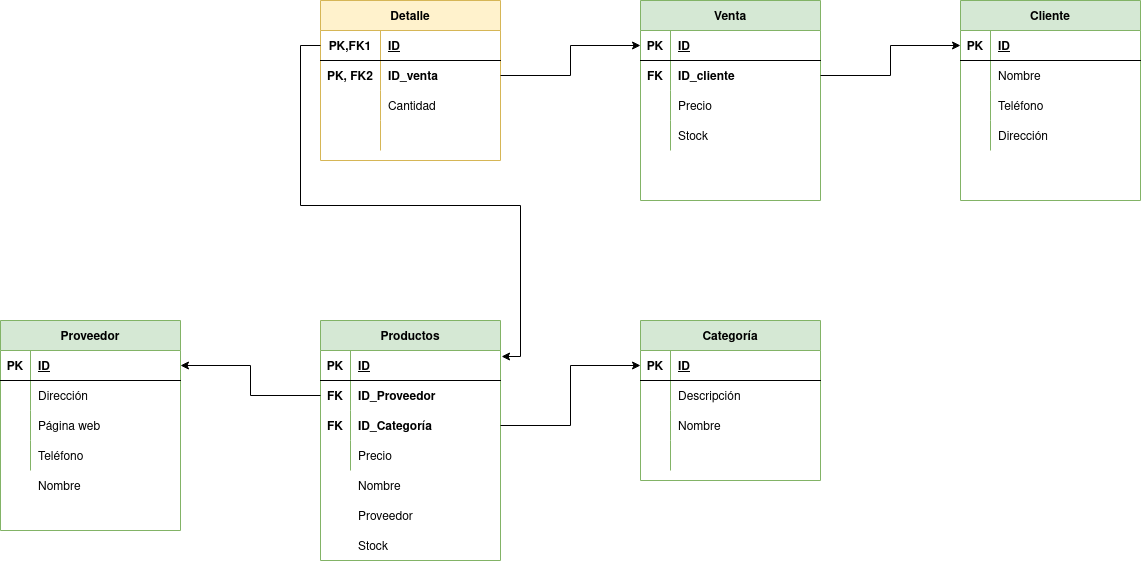 Detalle
PK,FK1 ID
PK, FK2 ID_venta
Cantidad
Venta
PK ID
FK ID_cliente
Precio
Stock
Cliente
PK ID
Nombre
Teléfono
Dirección
Proveedor
PK ID
Dirección
Página web
Teléfono
Nombre
Productos
PK ID
FK ID_Proveedor
FK ID_Categoría
Precio
Nombre
Proveedor
Stock
Categoría
PK ID
Descripción
Nombre